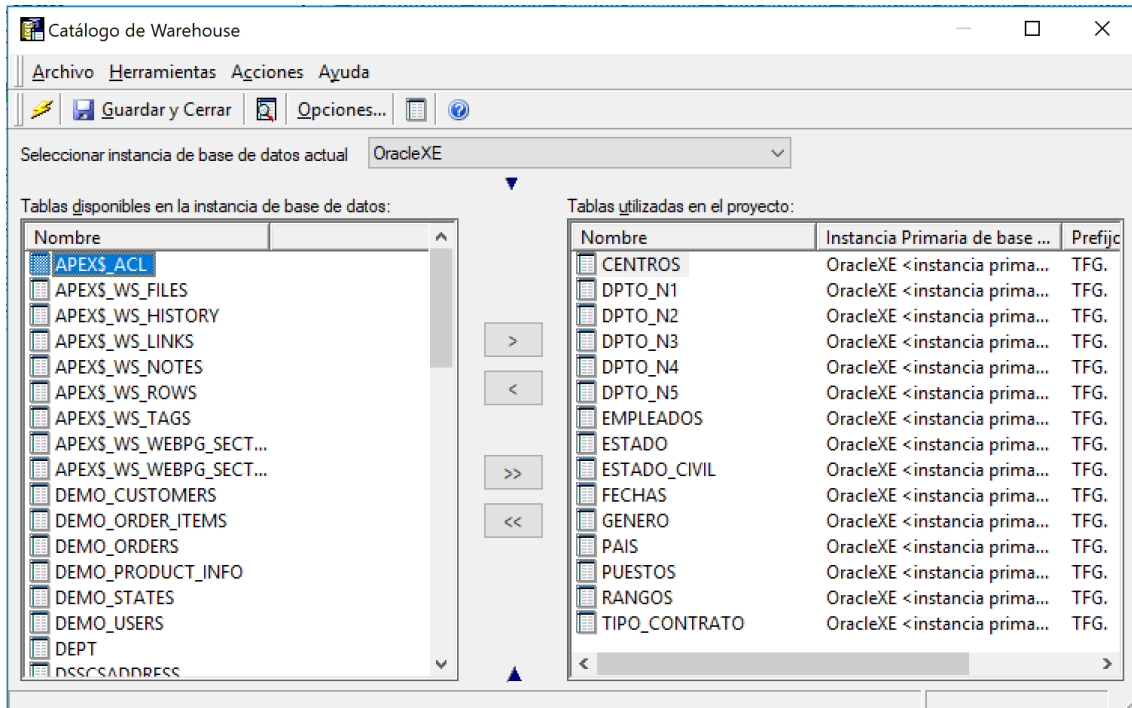 Catálogo de Warehouse
Archivo Herramientas Acciones Ayuda
Guardar y Cerrar Opciones...
Seleccionar instancia de base de datos actual OracleXE
Tablas disponibles en la instancia de base de datos:
Nombre
APEX$_ACL
APEX$_WS_FILES
APEX$_WS_HISTORY
APEX$_WS_LINKS
APEX$_WS_NOTES
APEX$_WS_ROWS
APEX$_WS_TAGS
APEX$_WS_WEBPG_SECT...
APEX$_WS_WEBPG_SECT...
DEMO_CUSTOMERS
DEMO_ORDER_ITEMS
DEMO_ORDERS
DEMO_PRODUCT_INFO
DEMO_STATES
DEMO_USERS
DEPT
DSSCSADDRESS
>
<
>>
<<
Tablas utilizadas en el proyecto:
Nombre Instancia Primaria de base ... Prefijo
CENTROS OracleXE <instancia prima... TFG.
DPTO_N1 OracleXE <instancia prima... TFG.
DPTO_N2 OracleXE <instancia prima... TFG.
DPTO_N3 OracleXE <instancia prima... TFG.
DPTO_N4 OracleXE <instancia prima... TFG.
DPTO_N5 OracleXE <instancia prima... TFG.
EMPLEADOS OracleXE <instancia prima... TFG.
ESTADO OracleXE <instancia prima... TFG.
ESTADO_CIVIL OracleXE <instancia prima... TFG.
FECHAS OracleXE <instancia prima... TFG.
GENERO OracleXE <instancia prima... TFG.
PAIS OracleXE <instancia prima... TFG.
PUESTOS OracleXE <instancia prima... TFG.
RANGOS OracleXE <instancia prima... TFG.
TIPO_CONTRATO OracleXE <instancia prima... TFG.